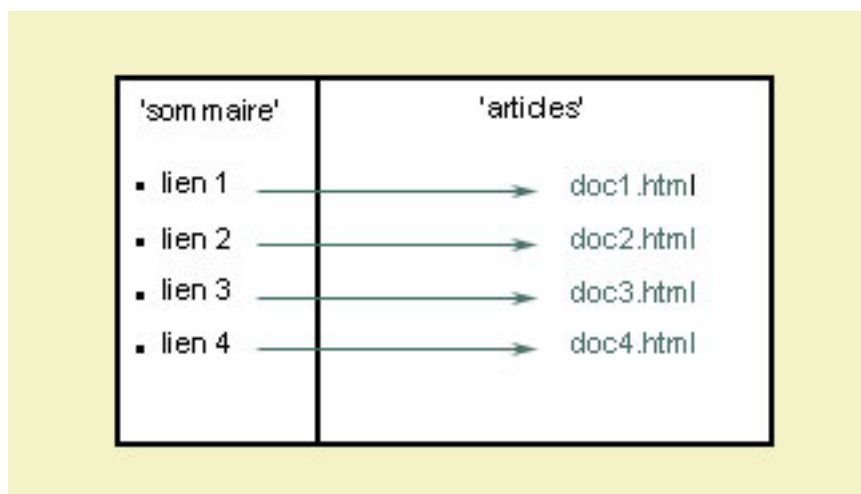 'sommaire' 'articles'
▪ lien 1 doc1.html
▪ lien 2 doc2.html
▪ lien 3 doc3.html
▪ lien 4 doc4.html